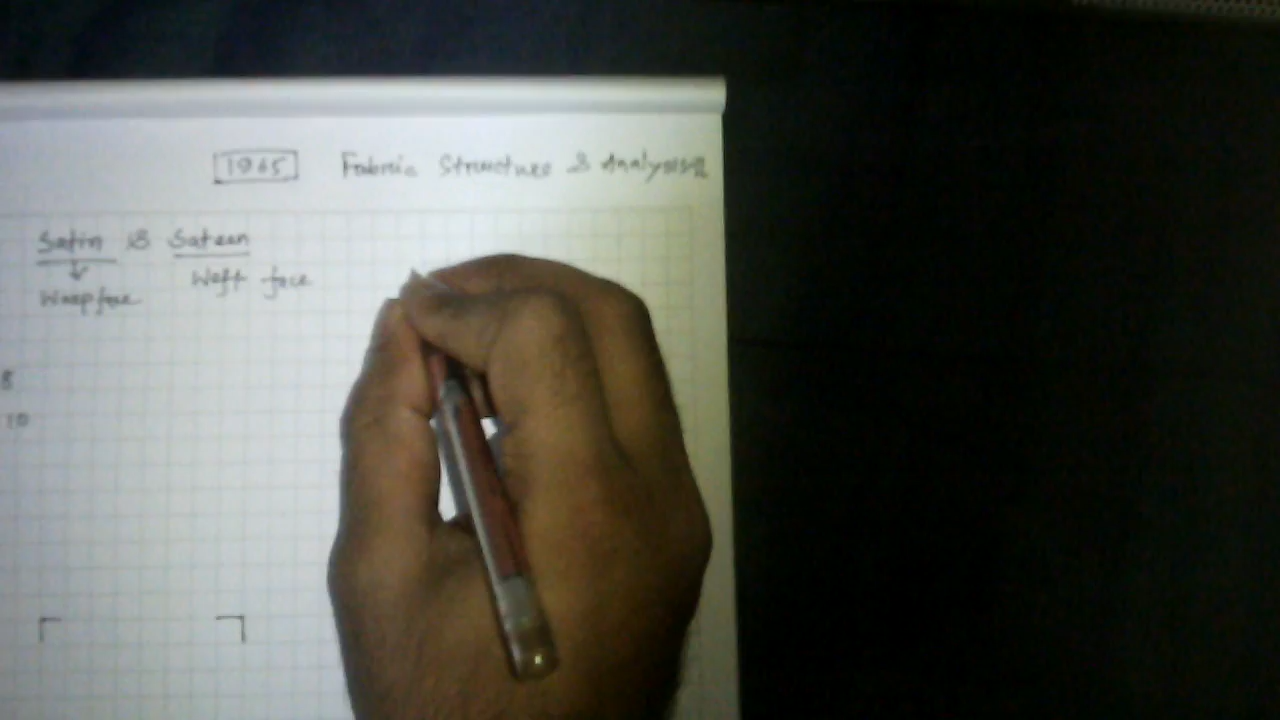 1965 Fabric Structure & Analysis
Satin & Sateen
Weft face
Warp face
8
10